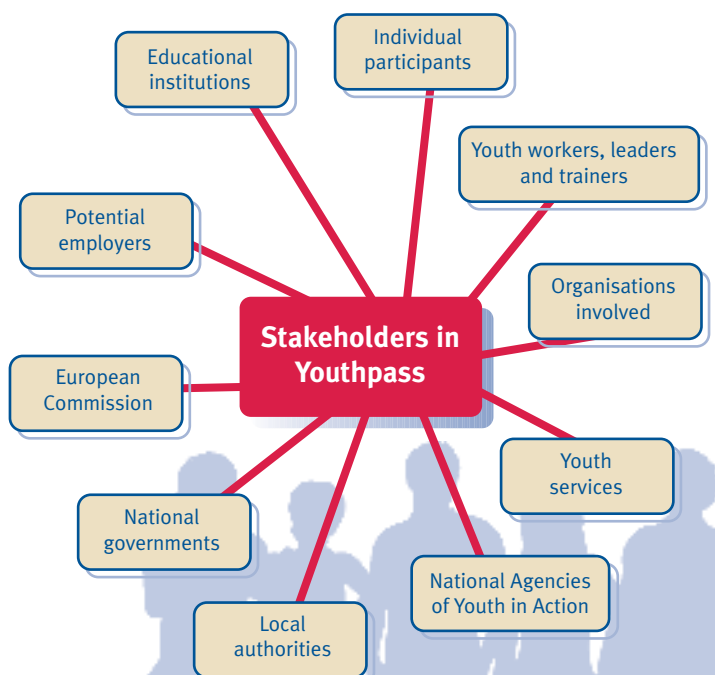 Individual
participants
Educational
institutions
Youth workers, leaders
and trainers
Potential
employers
Organisations
involved
Stakeholders in
Youthpass
European
Commission
Youth
services
National
governments
National Agencies
of Youth in Action
Local
authorities